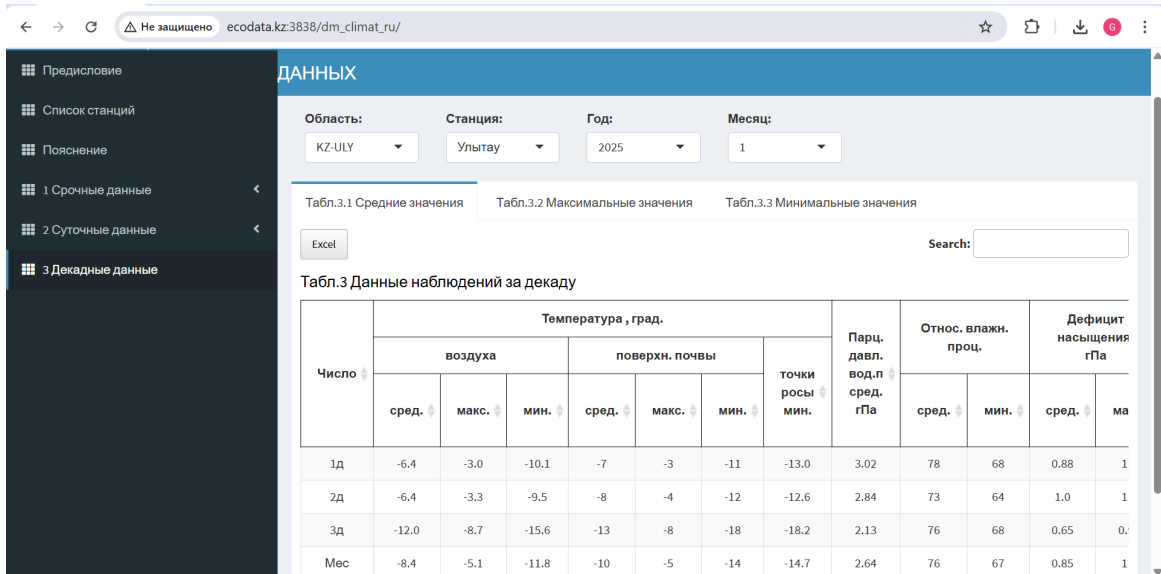 Не защищено ecodata.kz:3838/dm_climat_ru/ G
Предисловие
Список станций
Пояснение
1 Срочные данные
2 Суточные данные
3 Декадные данные
ДАННЫХ
Область: Станция: Год: Месяц:
KZ-ULY Улытау 2025 1
Табл.3.1 Средние значения Табл.3.2 Максимальные значения Табл.3.3 Минимальные значения
Excel Search:
Табл.3 Данные наблюдений за декаду
Число
Температура , град.
воздуха поверхн. почвы
точки
росы
мин.
сред. макс. мин. сред. макс. мин.
Парц.
давл.
вод.п
сред.
гПа
Относ. влажн.
проц.
сред. мин.
Дефицит
насыщения
гПа
сред. ма
1д -6.4 -3.0 -10.1 -7 -3 -11 -13.0 3.02 78 68 0.88 1
2д -6.4 -3.3 -9.5 -8 -4 -12 -12.6 2.84 73 64 1.0 1
3д -12.0 -8.7 -15.6 -13 -8 -18 -18.2 2.13 76 68 0.65 0.
Мес -8.4 -5.1 -11.8 -10 -5 -14 -14.7 2.64 76 67 0.85 1